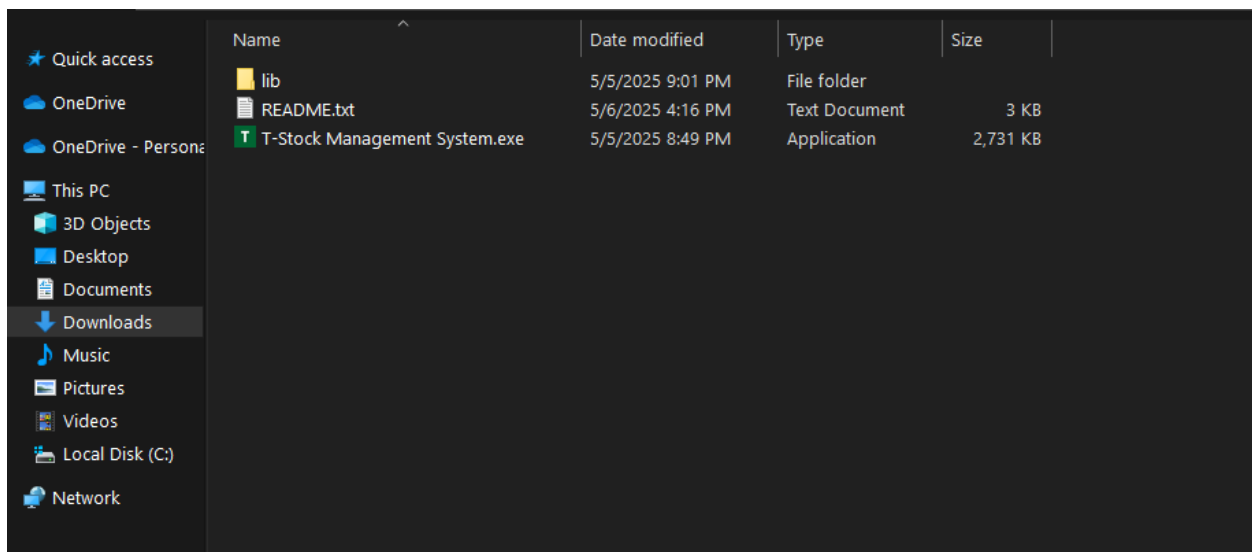 Name Date modified Type Size
Quick access
lib 5/5/2025 9:01 PM File folder
OneDrive
README.txt 5/6/2025 4:16 PM Text Document 3 KB
T T-Stock Management System.exe 5/5/2025 8:49 PM Application 2,731 KB
OneDrive - Persona
This PC
3D Objects
Desktop
Documents
Downloads
Music
Pictures
Videos
Local Disk (C:)
Network